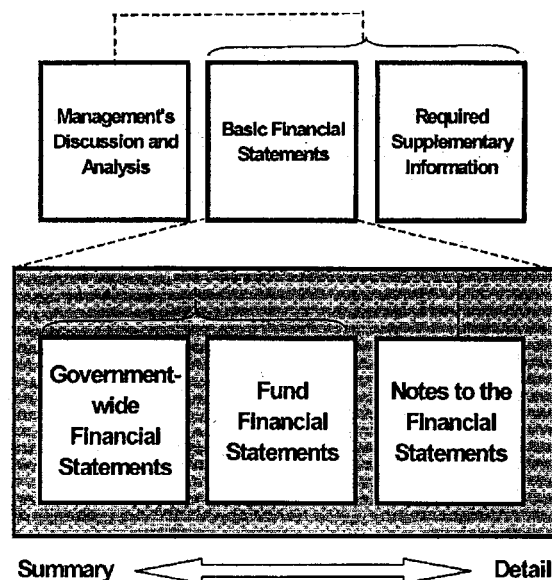 Management's
Discussion and
Analysis
Basic Financial
Statements
Required
Supplementary
Information
Government-
wide
Financial
Statements
Fund
Financial
Statements
Notes to the
Financial
Statements
Summary
Detail